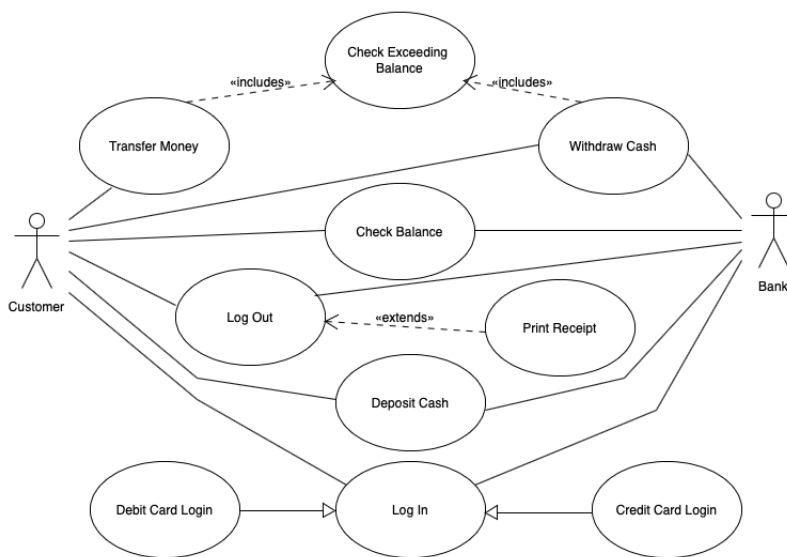 Check Exceeding
Balance
«includes»
«includes»
Transfer Money
Withdraw Cash
Check Balance
Customer
Bank
Log Out
«extends»
Print Receipt
Deposit Cash
Debit Card Login
Log In
Credit Card Login